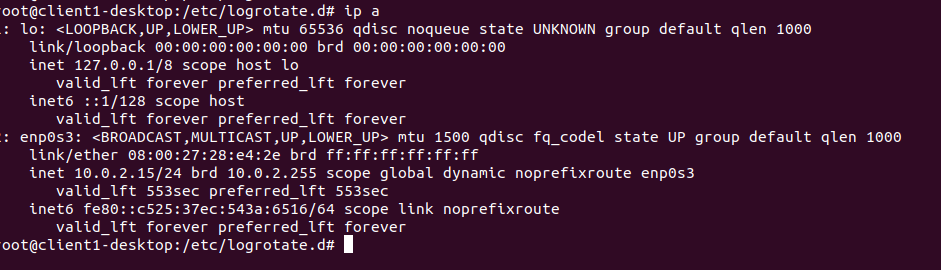 root@client1-desktop:/etc/logrotate.d# ip a
1: lo: <LOOPBACK,UP,LOWER_UP> mtu 65536 qdisc noqueue state UNKNOWN group default qlen 1000
    link/loopback 00:00:00:00:00:00 brd 00:00:00:00:00:00
    inet 127.0.0.1/8 scope host lo
       valid_lft forever preferred_lft forever
    inet6 ::1/128 scope host
       valid_lft forever preferred_lft forever
2: enp0s3: <BROADCAST,MULTICAST,UP,LOWER_UP> mtu 1500 qdisc fq_codel state UP group default qlen 1000
    link/ether 08:00:27:28:e4:2e brd ff:ff:ff:ff:ff:ff
    inet 10.0.2.15/24 brd 10.0.2.255 scope global dynamic noprefixroute enp0s3
       valid_lft 553sec preferred_lft 553sec
    inet6 fe80::c525:37ec:543a:6516/64 scope link noprefixroute
       valid_lft forever preferred_lft forever
root@client1-desktop:/etc/logrotate.d#